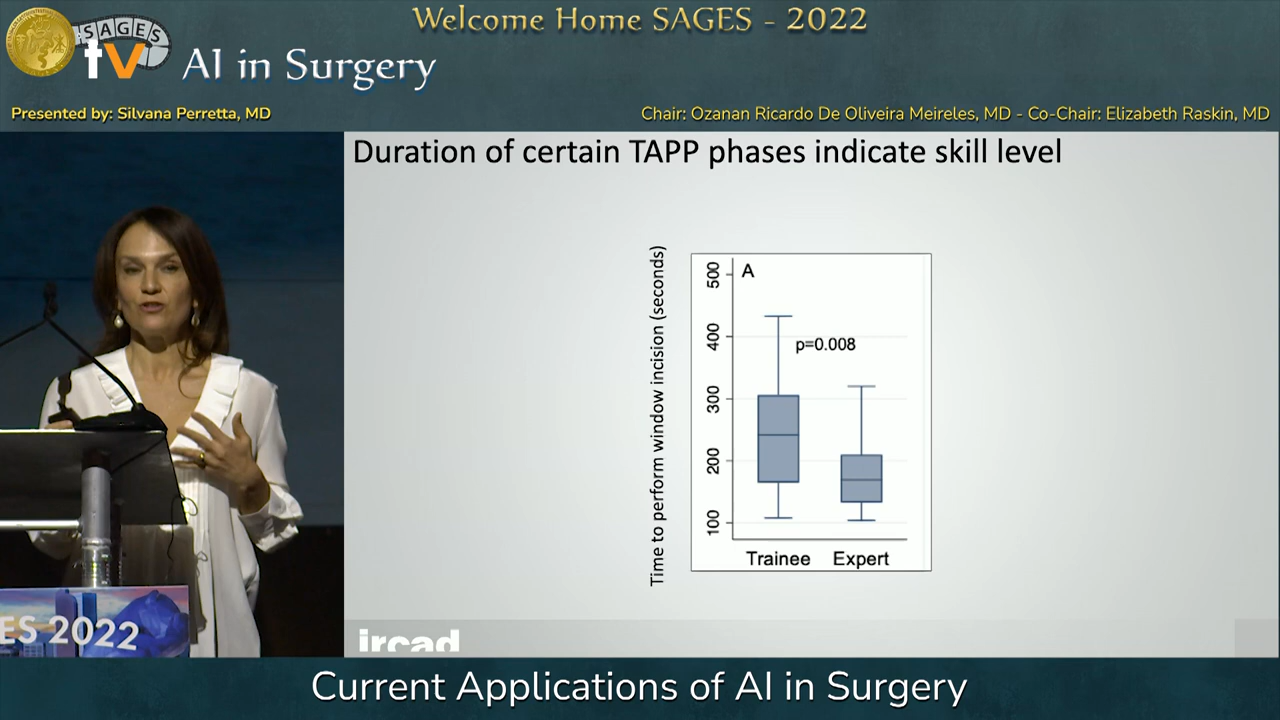 Welcome Home SAGES - 2022
SAGES
tv
AI in Surgery
Presented by: Silvana Perretta, MD
Chair: Ozanan Ricardo De Oliveira Meireles, MD - Co-Chair: Elizabeth Raskin, MD
Duration of certain TAPP phases indicate skill level
Time to perform window incision (seconds)
A
500
400
300
200
100
p=0.008
Trainee Expert
ES 2022
ircad
Current Applications of AI in Surgery